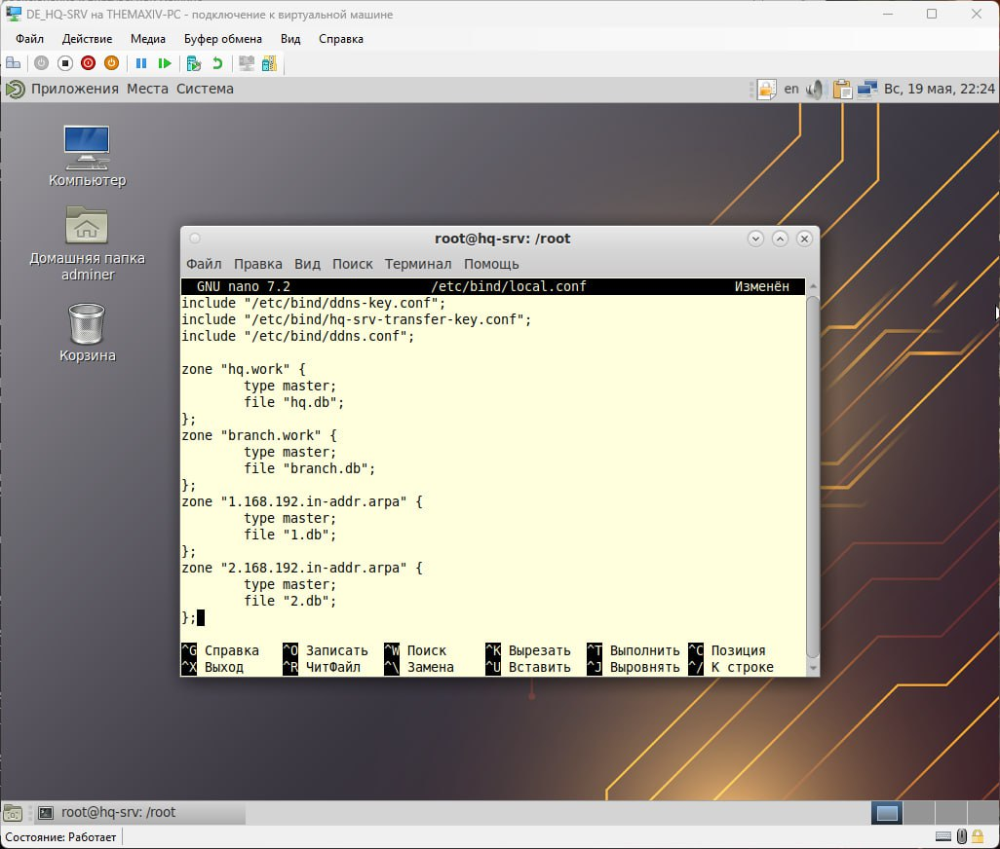 DE_HQ-SRV на THEMAXIV-PC - подключение к виртуальной машине
Файл Действие Медиа Буфер обмена Вид Справка
Приложения Места Система en Вс, 19 мая, 22:24
Компьютер
Домашняя папка
adminer
Корзина
root@hq-srv: /root
Файл Правка Вид Поиск Терминал Помощь
GNU nano 7.2 /etc/bind/local.conf Изменён
include "/etc/bind/ddns-key.conf";
include "/etc/bind/hq-srv-transfer-key.conf";
include "/etc/bind/ddns.conf";
zone "hq.work" {
type master;
file "hq.db";
};
zone "branch.work" {
type master;
file "branch.db";
};
zone "1.168.192.in-addr.arpa" {
type master;
file "1.db";
};
zone "2.168.192.in-addr.arpa" {
type master;
file "2.db";
};
^G Справка ^O Записать ^W Поиск ^K Вырезать ^T Выполнить ^C Позиция
^X Выход ^R ЧитФайл ^\ Замена ^U Вставить ^J Выровнять ^/ К строке
root@hq-srv: /root
Состояние: Работает